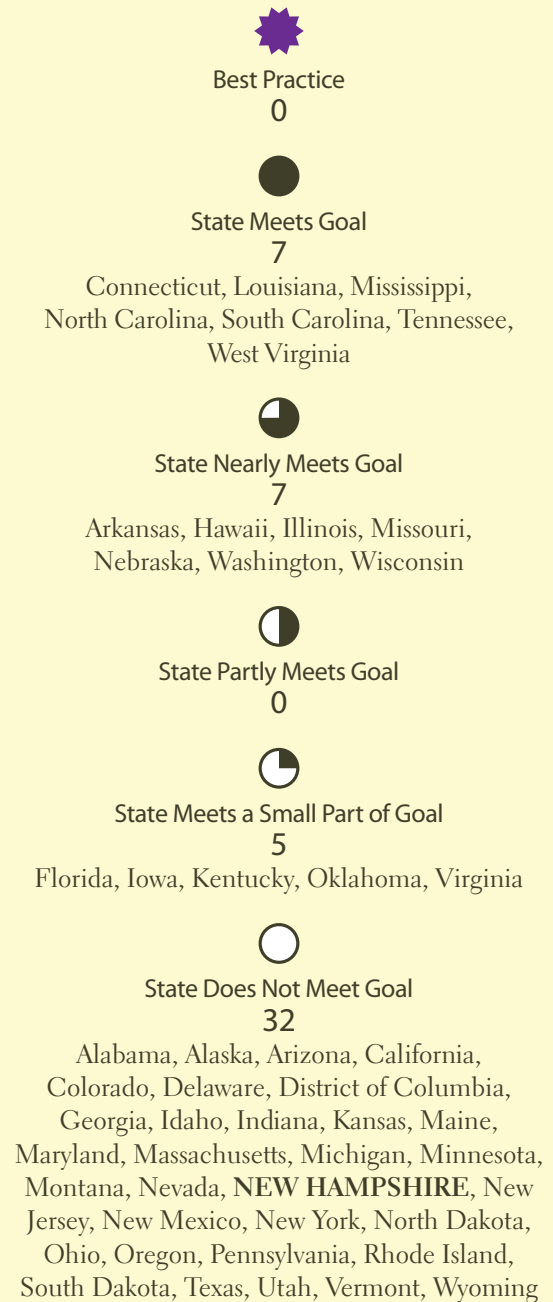 Best Practice
0
State Meets Goal
7
Connecticut, Louisiana, Mississippi,
North Carolina, South Carolina, Tennessee,
West Virginia
State Nearly Meets Goal
7
Arkansas, Hawaii, Illinois, Missouri,
Nebraska, Washington, Wisconsin
State Partly Meets Goal
0
State Meets a Small Part of Goal
5
Florida, Iowa, Kentucky, Oklahoma, Virginia
State Does Not Meet Goal
32
Alabama, Alaska, Arizona, California,
Colorado, Delaware, District of Columbia,
Georgia, Idaho, Indiana, Kansas, Maine,
Maryland, Massachusetts, Michigan, Minnesota,
Montana, Nevada, NEW HAMPSHIRE, New
Jersey, New Mexico, New York, North Dakota,
Ohio, Oregon, Pennsylvania, Rhode Island,
South Dakota, Texas, Utah, Vermont, Wyoming